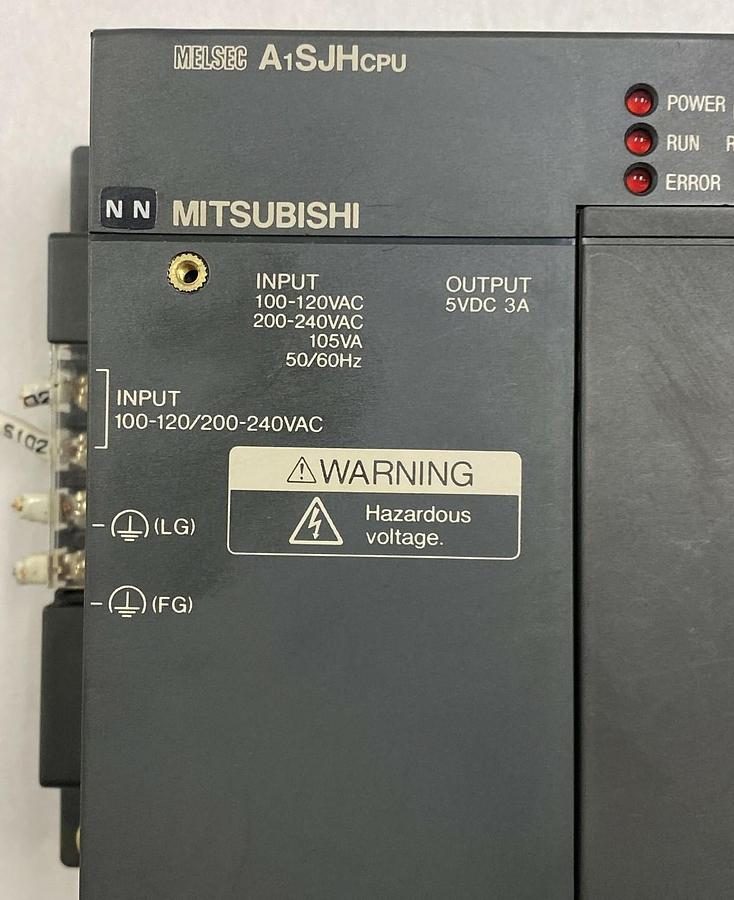 MELSEC A1SJHCPU
POWER
RUN R
ERROR
N N MITSUBISHI
INPUT
100-120VAC
200-240VAC
105VA
50/60Hz
OUTPUT
5VDC 3A
INPUT
100-120/200-240VAC
⚠WARNING
Hazardous
voltage.
(LG)
(FG)
S102